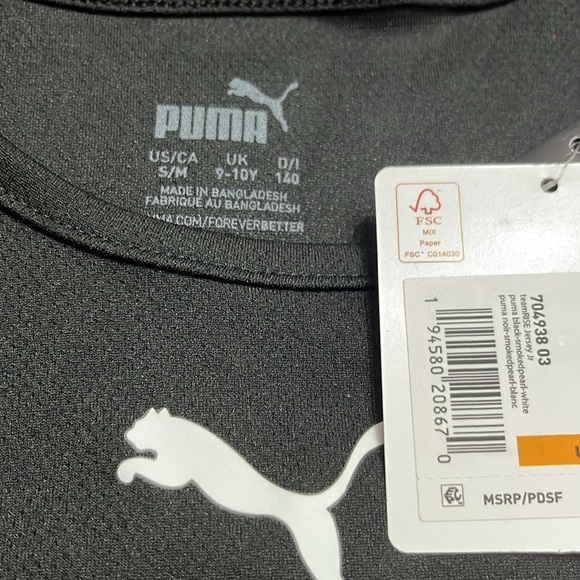 PUMA
US/CA UK D/I
S/M 9-10Y 140
MADE IN BANGLADESH
FABRIQUE AU BANGLADESH
MA.COM/FOREVERBETTER
FSC
MIX
Paper
FSC™ C014030
704938 03
teamRISE Jersey Jr
puma black-smokedpearl-white
puma noir-smokedpearl-blanc
1 94580 20867 0
MSRP/PDSF